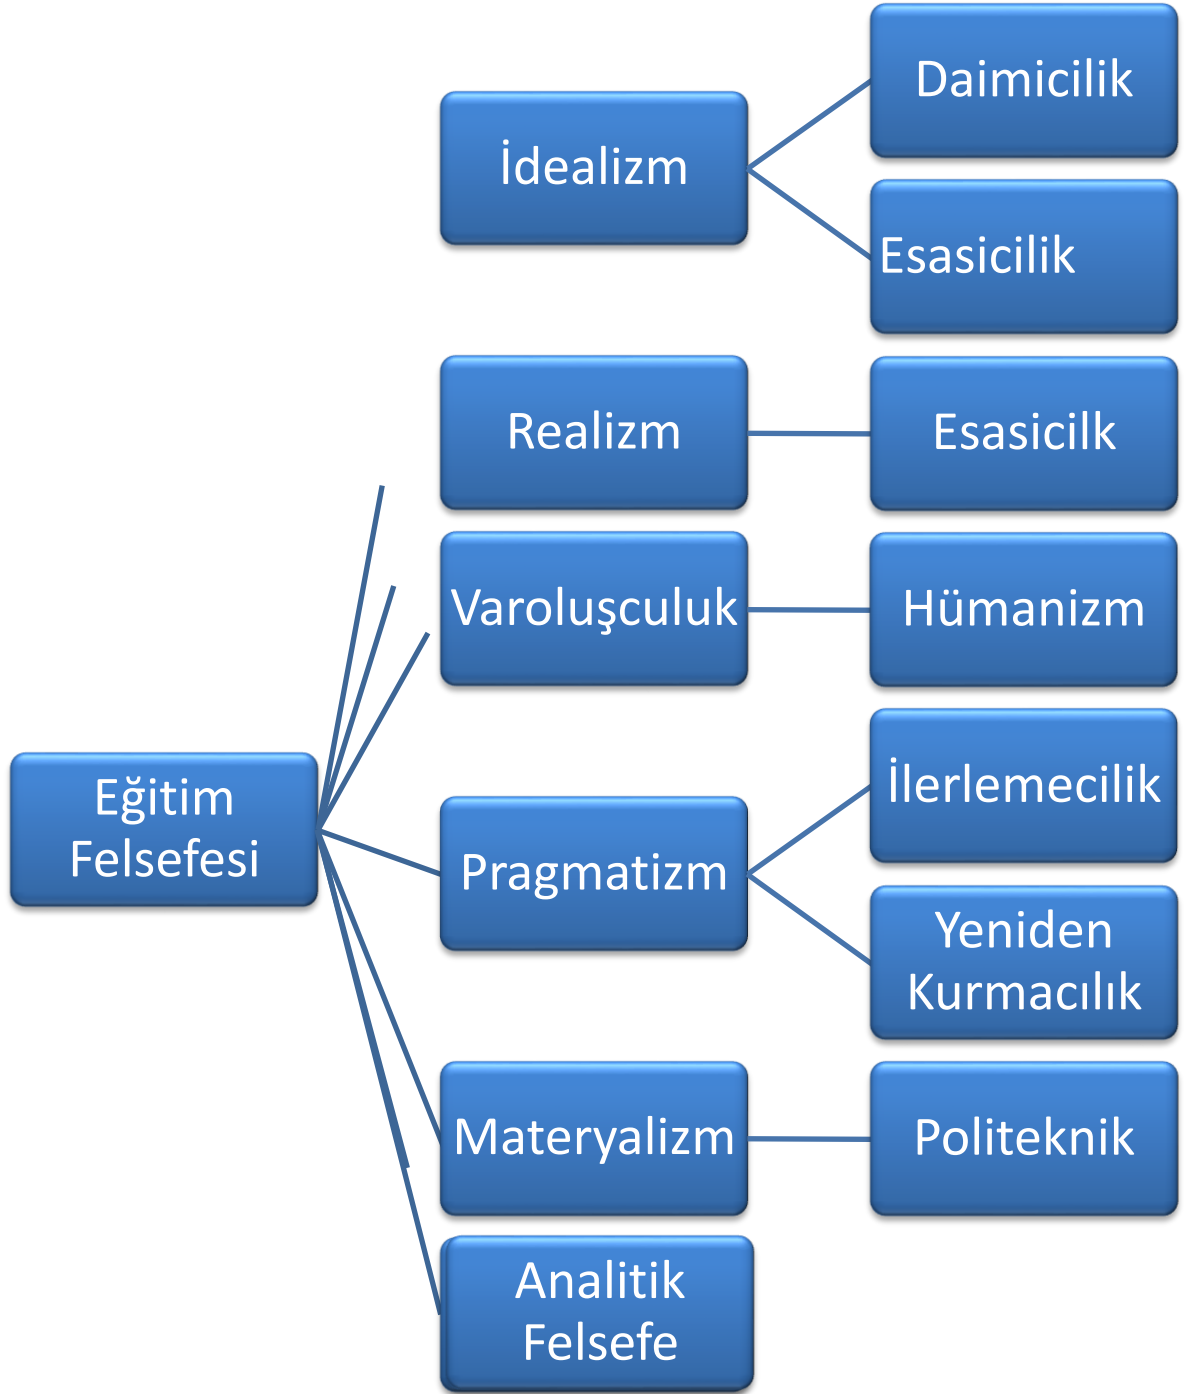 Daimicilik
İdealizm
Esasicilik
Realizm
Esasicilk
Varoluşculuk
Hümanizm
Eğitim
Felsefesi
İlerlemecilik
Pragmatizm
Yeniden
Kurmacılık
Materyalizm
Politeknik
Analitik
Felsefe